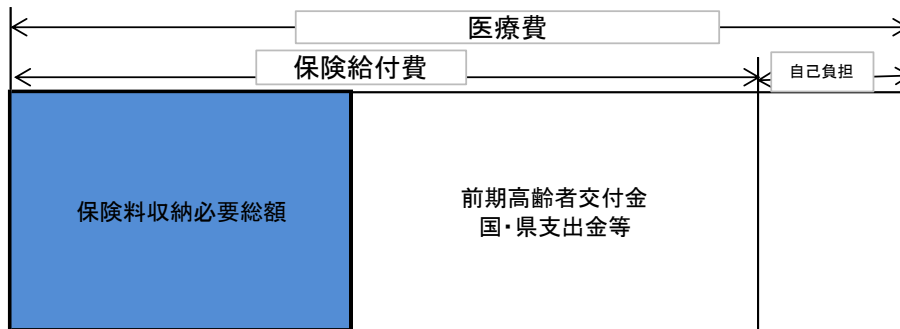 医療費
保険給付費
自己負担
保険料収納必要総額
前期高齢者交付金
国・県支出金等